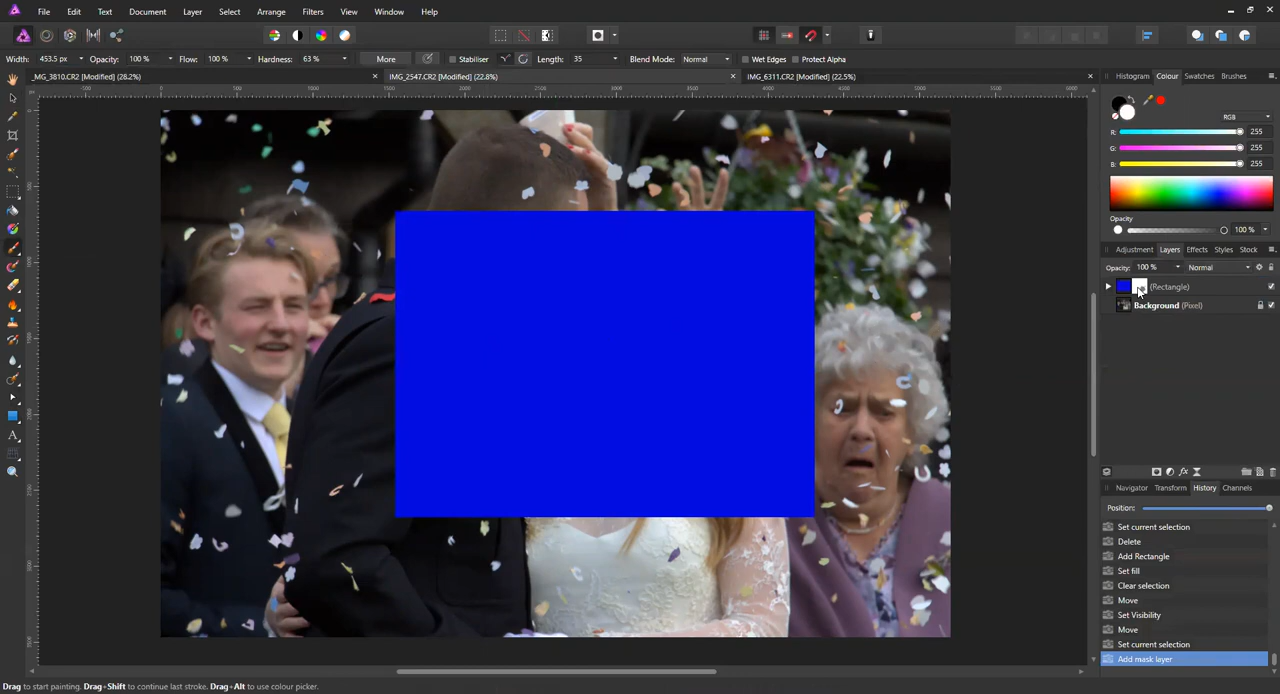 File Edit Text Document Layer Select Arrange Filters View Window Help
Width: 453.5 px Opacity: 100 % Flow: 100 % Hardness: 63 % More Stabiliser Length: 35 Blend Mode: Normal Wet Edges Protect Alpha
_MG_3810.CR2 [Modified] (28.2%) IMG_2547.CR2 [Modified] (22.8%) IMG_6311.CR2 [Modified] (22.5%)
Histogram Colour Swatches Brushes
RGB
R: 255
G: 255
B: 255
Opacity
100 %
Adjustment Layers Effects Styles Stock
Opacity: 100 % Normal
(Rectangle)
Background (Pixel)
Navigator Transform History Channels
Position:
Set current selection
Delete
Add Rectangle
Set fill
Clear selection
Move
Set Visibility
Move
Set current selection
Add mask layer
Drag to start painting. Drag+Shift to continue last stroke. Drag+Alt to use colour picker.